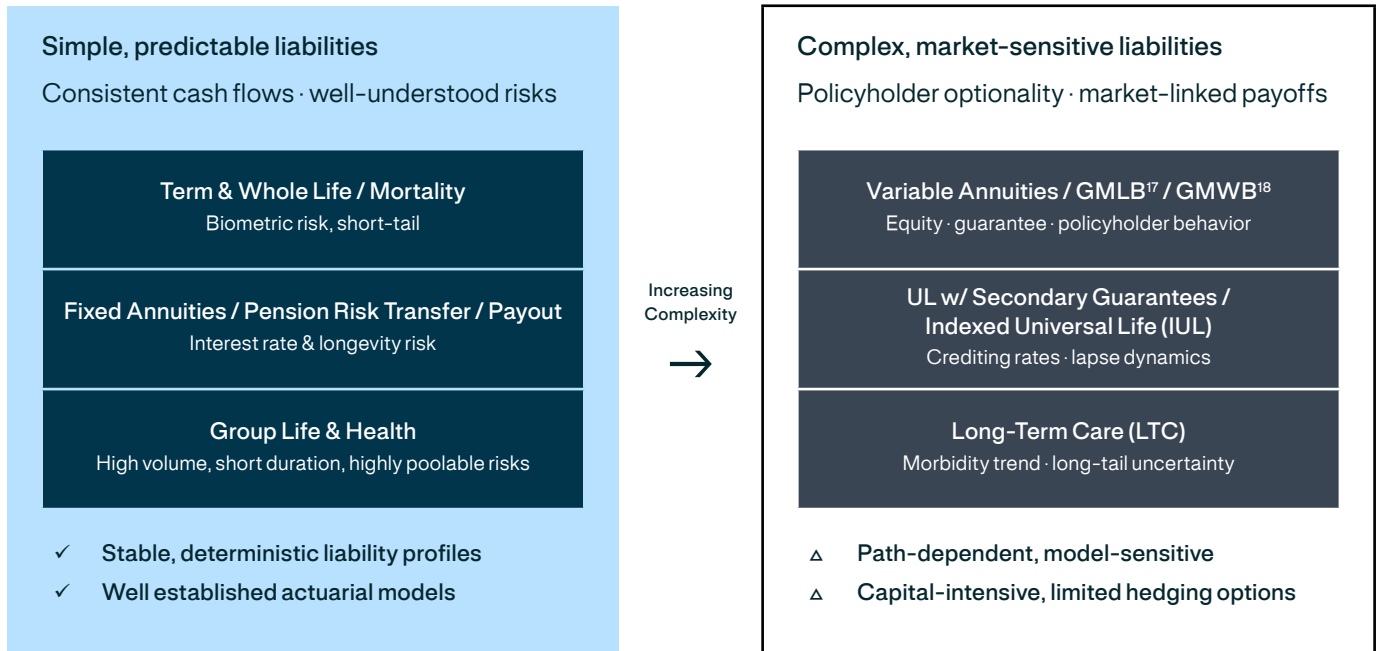 Simple, predictable liabilities
Consistent cash flows · well-understood risks
Term & Whole Life / Mortality
Biometric risk, short-tail
Fixed Annuities / Pension Risk Transfer / Payout
Interest rate & longevity risk
Group Life & Health
High volume, short duration, highly poolable risks
✓ Stable, deterministic liability profiles
✓ Well established actuarial models
Increasing
Complexity
→
Complex, market-sensitive liabilities
Policyholder optionality · market-linked payoffs
Variable Annuities / GMLB¹⁷ / GMWB¹⁸
Equity · guarantee · policyholder behavior
UL w/ Secondary Guarantees /
Indexed Universal Life (IUL)
Crediting rates · lapse dynamics
Long-Term Care (LTC)
Morbidity trend · long-tail uncertainty
△ Path-dependent, model-sensitive
△ Capital-intensive, limited hedging options